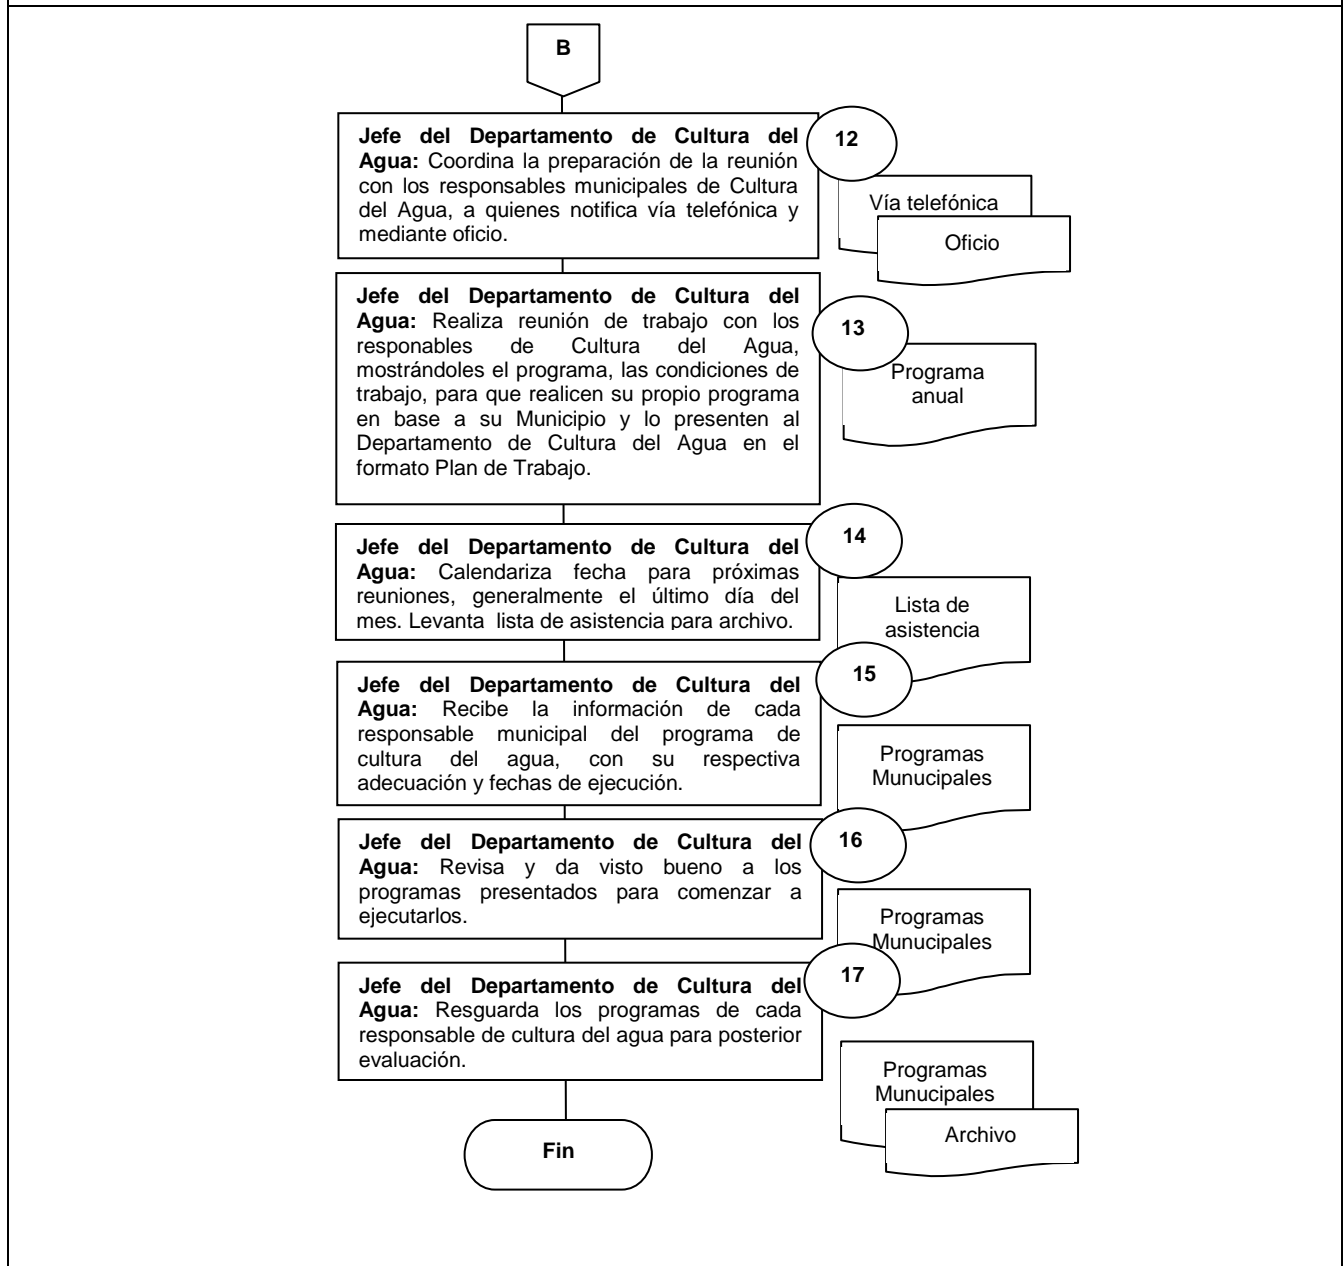 B
Jefe del Departamento de Cultura del
Agua: Coordina la preparación de la reunión
con los responsables municipales de Cultura
del Agua, a quienes notifica vía telefónica y
mediante oficio.
12
Vía telefónica
Oficio
Jefe del Departamento de Cultura del
Agua: Realiza reunión de trabajo con los
responables de Cultura del Agua,
mostrándoles el programa, las condiciones de
trabajo, para que realicen su propio programa
en base a su Municipio y lo presenten al
Departamento de Cultura del Agua en el
formato Plan de Trabajo.
13
Programa
anual
Jefe del Departamento de Cultura del
Agua: Calendariza fecha para próximas
reuniones, generalmente el último día del
mes. Levanta lista de asistencia para archivo.
14
Lista de
asistencia
Jefe del Departamento de Cultura del
Agua: Recibe la información de cada
responsable municipal del programa de
cultura del agua, con su respectiva
adecuación y fechas de ejecución.
15
Programas
Munucipales
Jefe del Departamento de Cultura del
Agua: Revisa y da visto bueno a los
programas presentados para comenzar a
ejecutarlos.
16
Programas
Munucipales
Jefe del Departamento de Cultura del
Agua: Resguarda los programas de cada
responsable de cultura del agua para posterior
evaluación.
17
Programas
Munucipales
Archivo
Fin